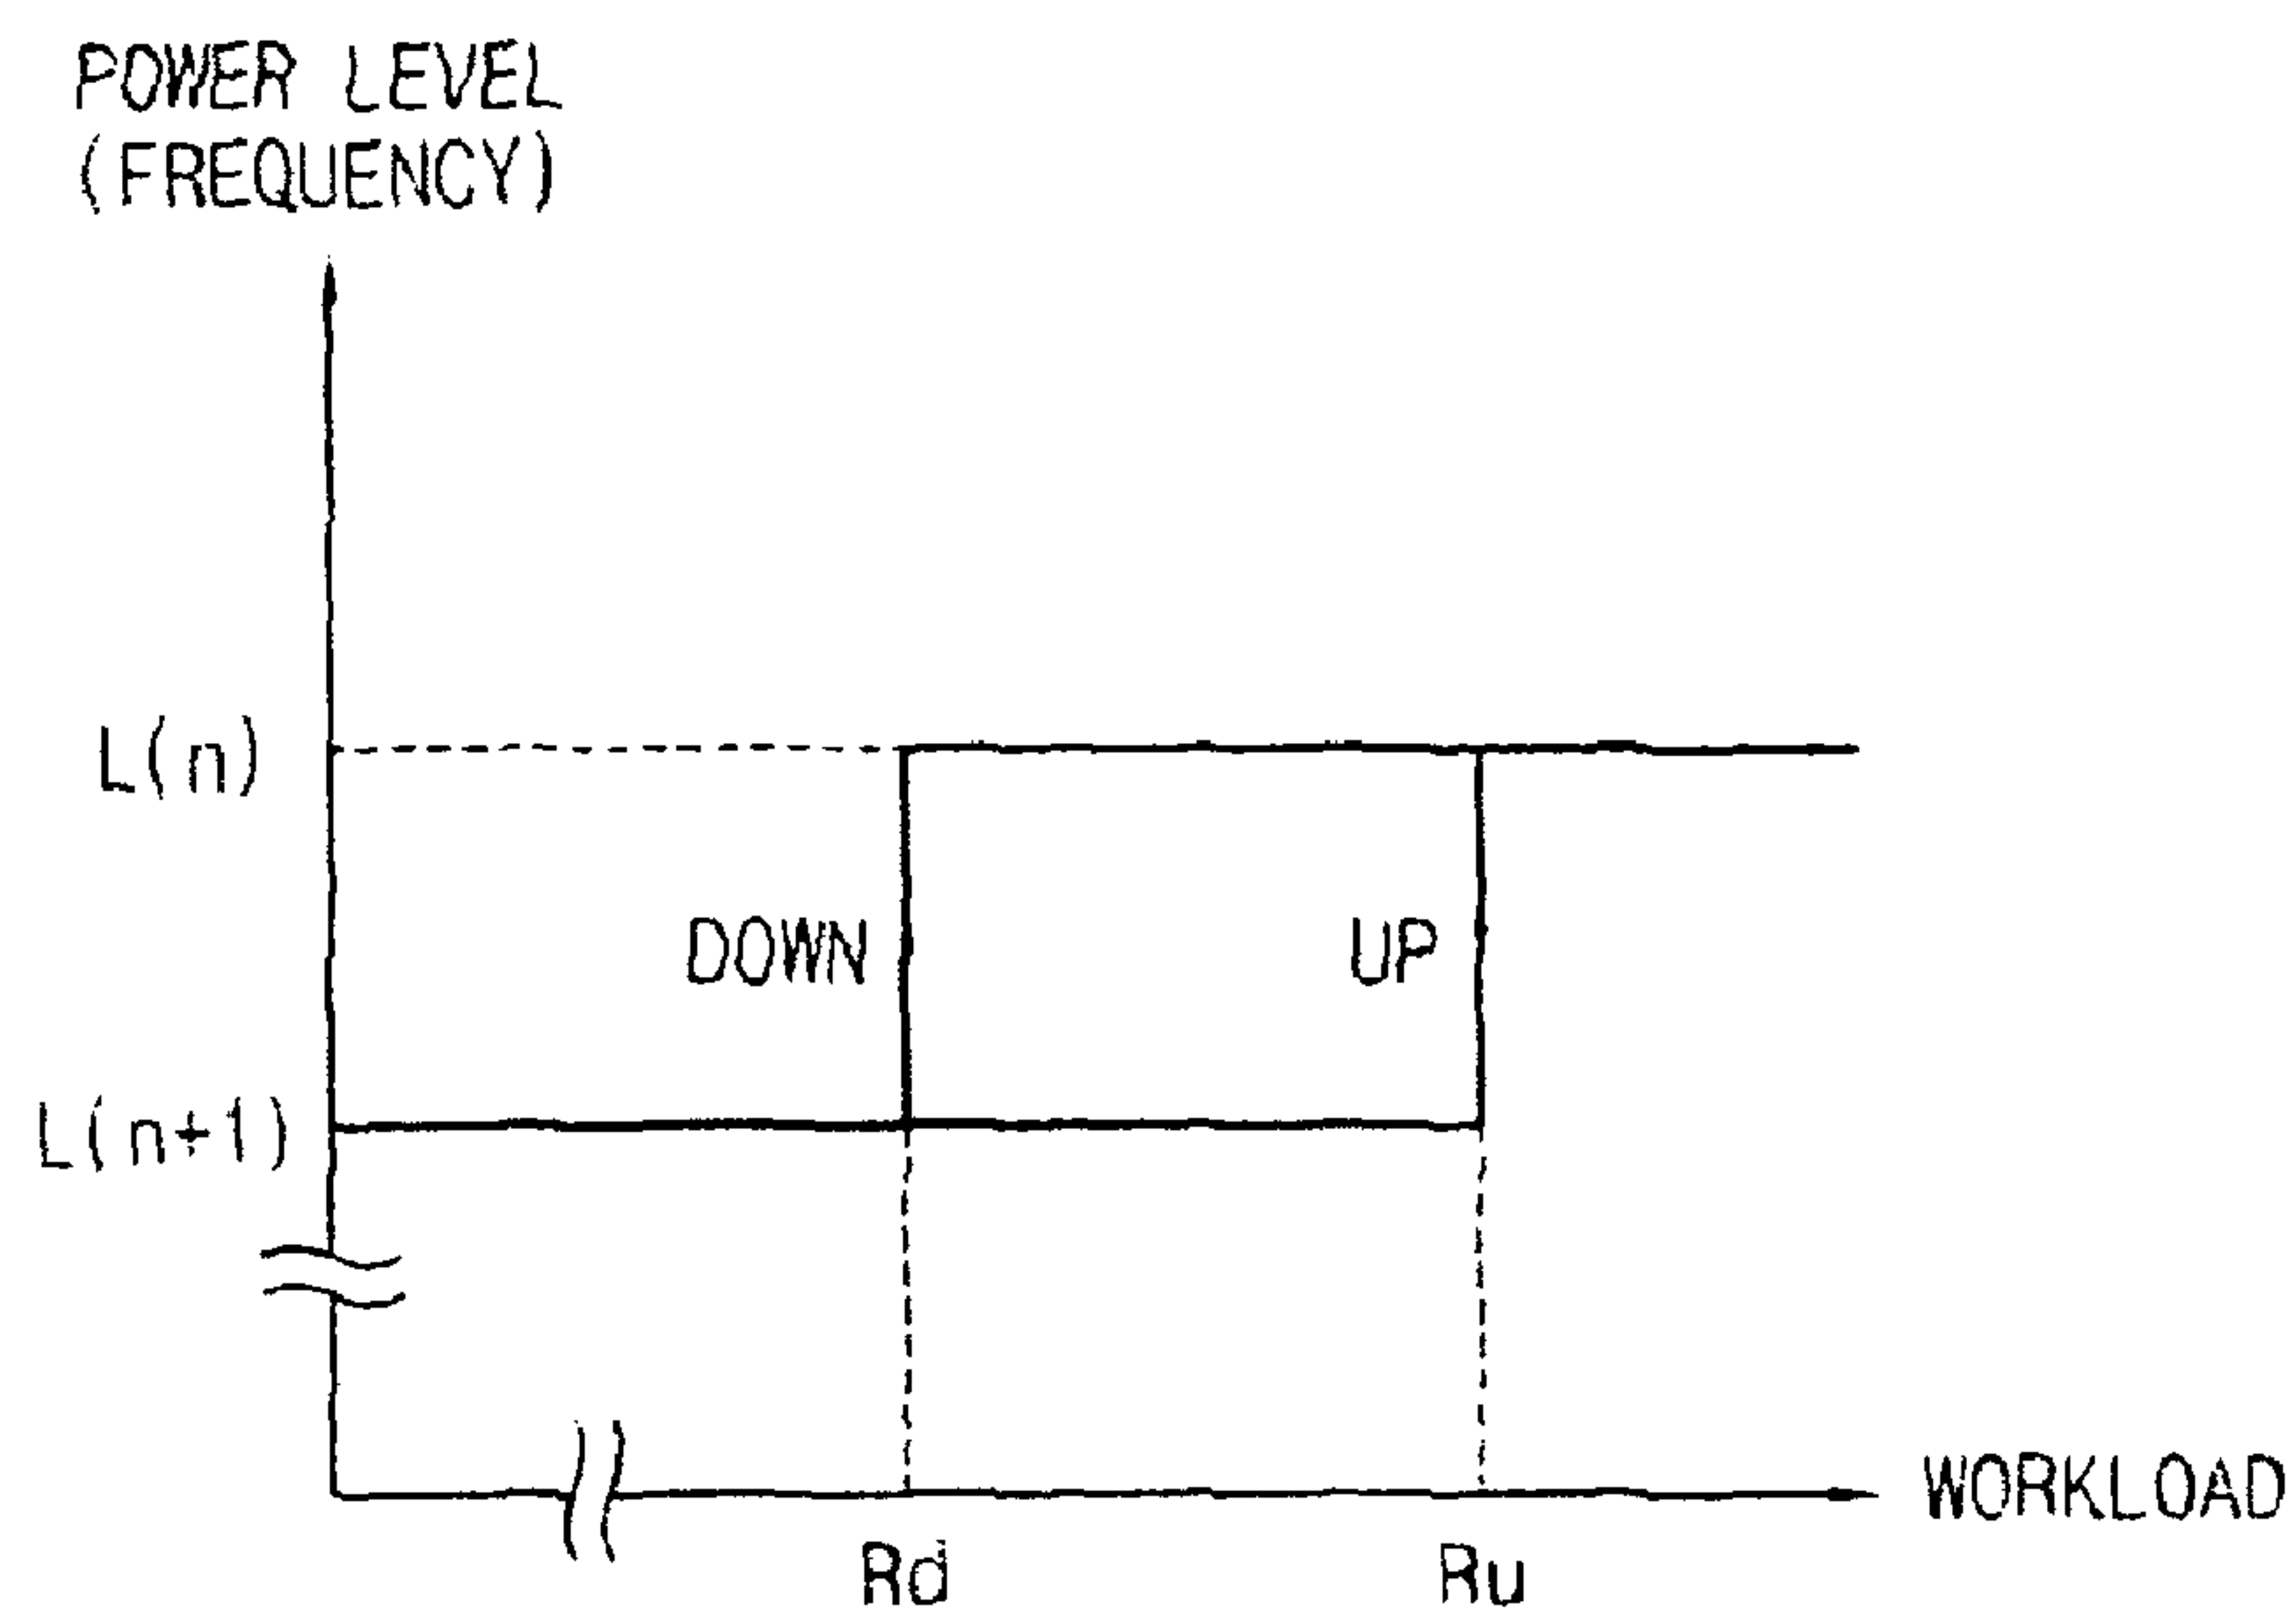 POWER LEVEL
(FREQUENCY)
L(n)
DOWN
UP
L(n+1)
WORKLOAD
Rd
Ru